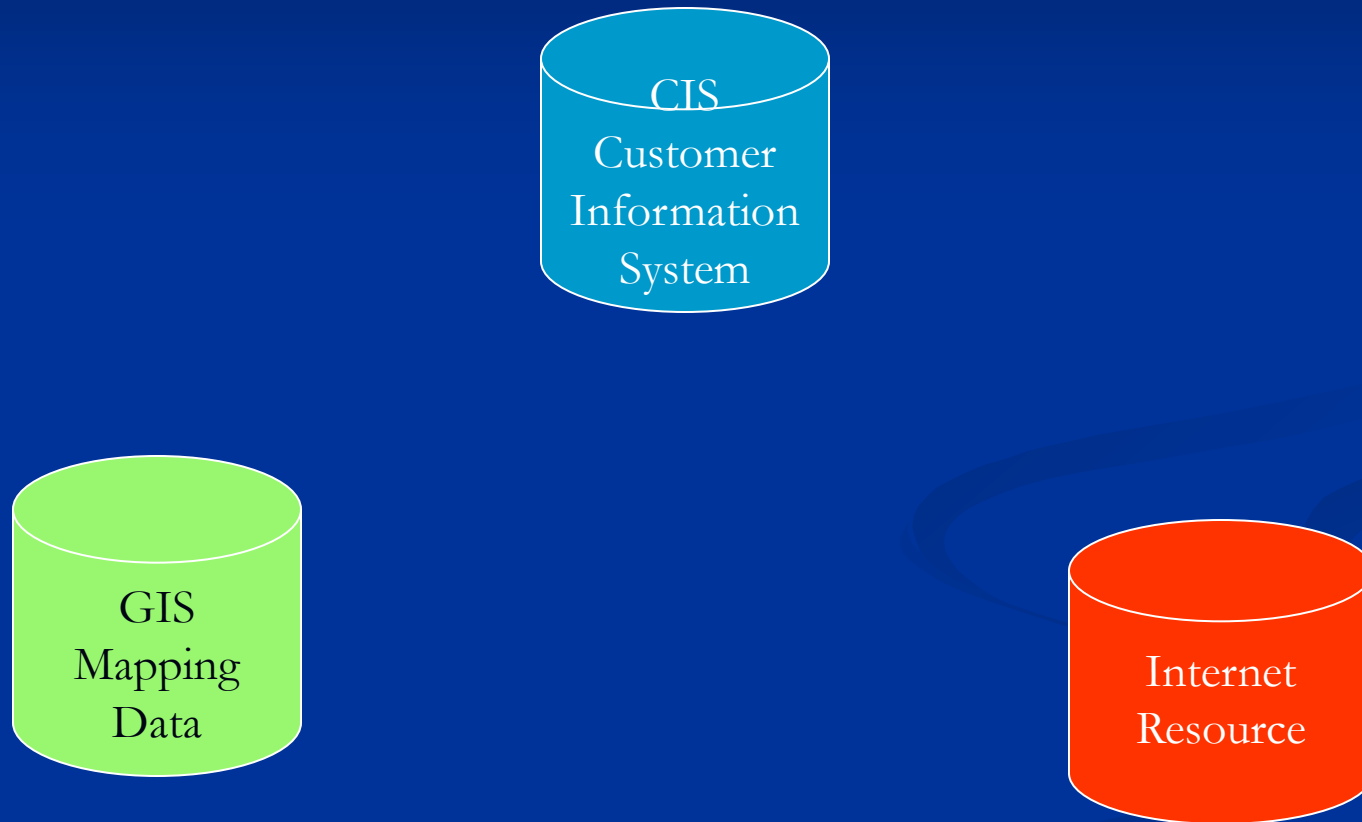 CIS
Customer
Information
System
GIS
Mapping
Data
Internet
Resource